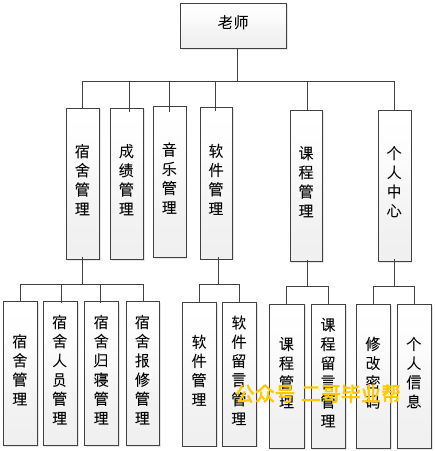 老师
宿舍管理
成绩管理
音乐管理
软件管理
课程管理
个人中心
宿舍管理
宿舍人员管理
宿舍归寝管理
宿舍报修管理
软件管理
软件留言管理
课程管理
课程留言管理
修改密码
个人信息
公众号 二哥毕业帮